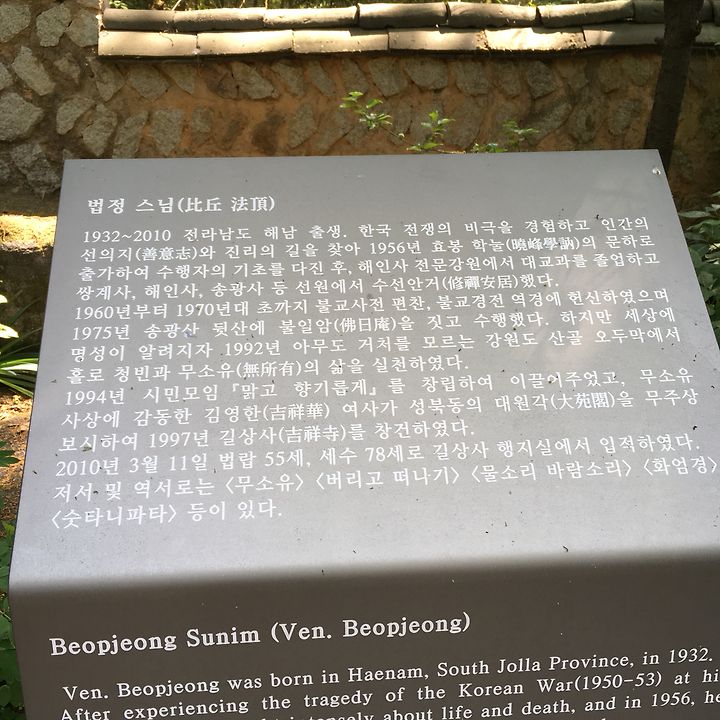 법정 스님(比丘 法頂)
1932~2010 전라남도 해남 출생. 한국 전쟁의 비극을 경험하고 인간의
선의지(善意志)와 진리의 길을 찾아 1956년 효봉 학눌(曉峰學訥)의 문하로
출가하여 수행자의 기초를 다진 후, 해인사 전문강원에서 대교과를 졸업하고
쌍계사, 해인사, 송광사 등 선원에서 수선안거(修禪安居)했다.
1960년부터 1970년대 초까지 불교사전 편찬, 불교경전 역경에 헌신하였으며
1975년 송광산 뒷산에 불일암(佛日庵)을 짓고 수행했다. 하지만 세상에
명성이 알려지자 1992년 아무도 거처를 모르는 강원도 산골 오두막에서
홀로 청빈과 무소유(無所有)의 삶을 실천하였다.
1994년 시민모임 『맑고 향기롭게』를 창립하여 이끌어주었고, 무소유
사상에 감동한 김영한(吉祥華) 여사가 성북동의 대원각(大苑閣)을 무주상
보시하여 1997년 길상사(吉祥寺)를 창건하였다.
2010년 3월 11일 법랍 55세, 세수 78세로 길상사 행지실에서 입적하였다.
저서 및 역서로는 〈무소유〉 〈버리고 떠나기〉 〈물소리 바람소리〉 〈화엄경〉
〈숫타니파타〉 등이 있다.
Beopjeong Sunim (Ven. Beopjeong)
Ven. Beopjeong was born in Haenam, South Jolla Province, in 1932.
After experiencing the tragedy of the Korean War(1950-53) at hi
intensely about life and death, and in 1956, he